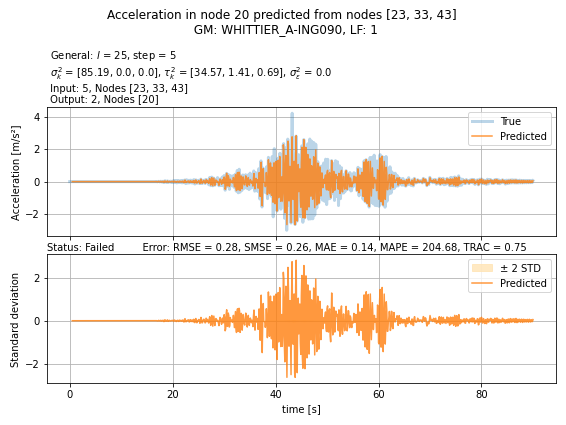 Acceleration in node 20 predicted from nodes [23, 33, 43]
GM: WHITTIER_A-ING090, LF: 1
General: l = 25, step = 5
σ²ₖ = [85.19, 0.0, 0.0], τ²ₖ = [34.57, 1.41, 0.69], σ²ε = 0.0
Input: 5, Nodes [23, 33, 43]
Output: 2, Nodes [20]
4
2
0
−2
Acceleration [m/s²]
True
Predicted
Status: Failed Error: RMSE = 0.28, SMSE = 0.26, MAE = 0.14, MAPE = 204.68, TRAC = 0.75
2
0
−2
Standard deviation
± 2 STD
Predicted
0 20 40 60 80
time [s]